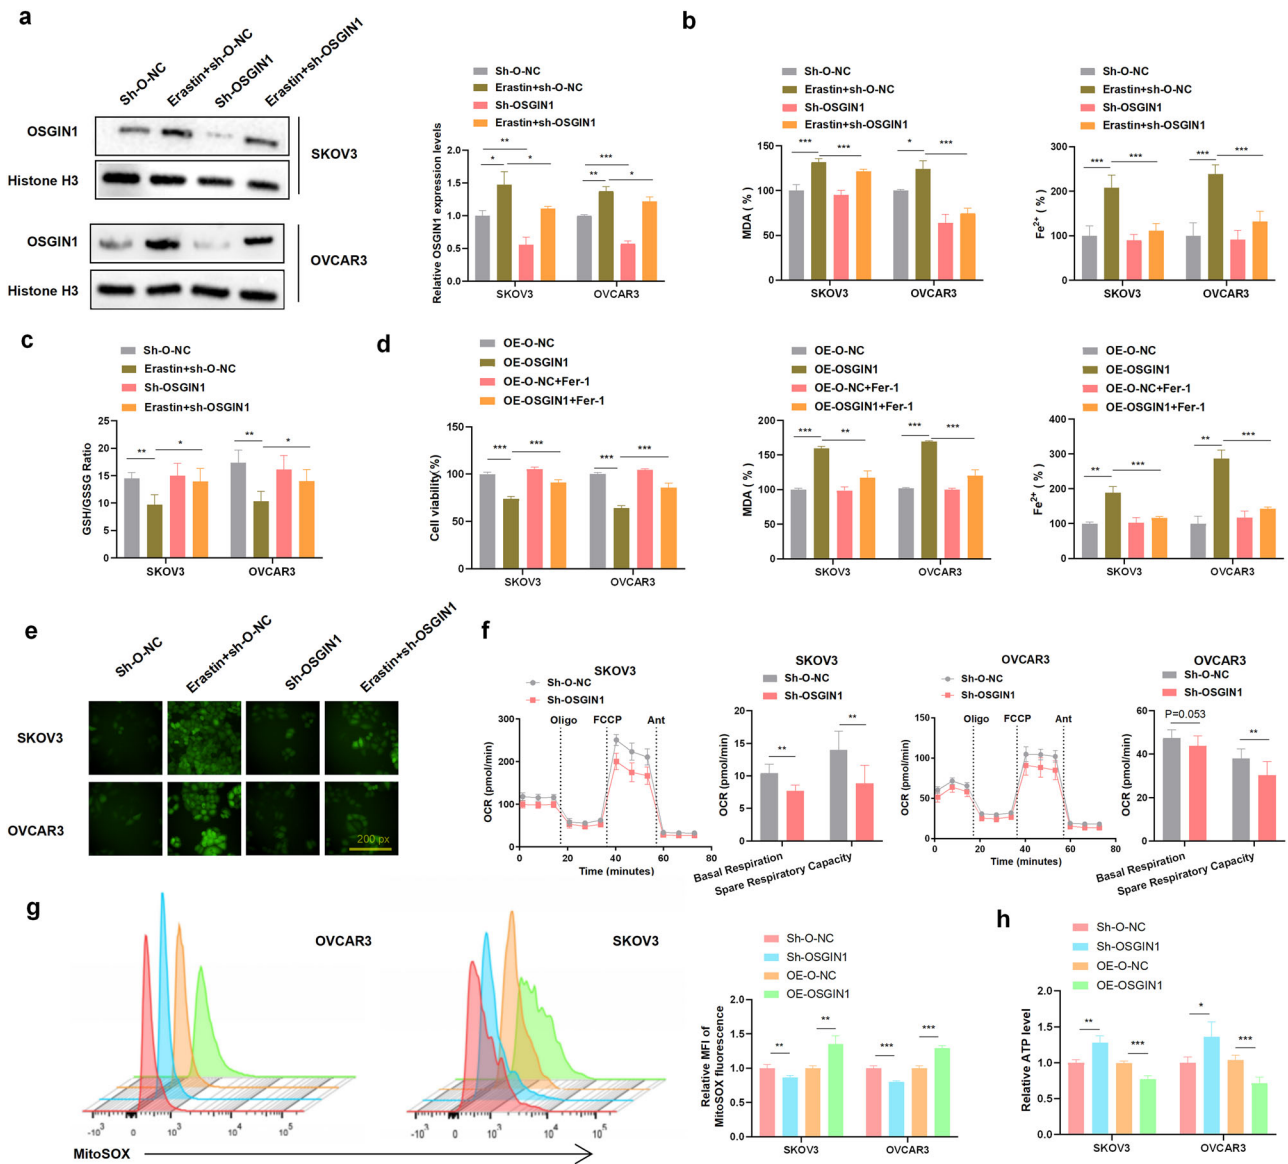 a
Sh-O-NC
Erastin+sh-O-NC
Sh-OSGIN1
Erastin+sh-OSGIN1
OSGIN1
Histone H3
SKOV3
OSGIN1
Histone H3
OVCAR3
Sh-O-NC
Erastin+sh-O-NC
Sh-OSGIN1
Erastin+sh-OSGIN1
Relative OSGIN1 expression levels
2.0
1.5
1.0
0.5
0.0
** *** 
* * ** *
SKOV3 OVCAR3
b
Sh-O-NC
Erastin+sh-O-NC
Sh-OSGIN1
Erastin+sh-OSGIN1
MDA ( % )
150
100
50
0
*** *** * ***
SKOV3 OVCAR3
Sh-O-NC
Erastin+sh-O-NC
Sh-OSGIN1
Erastin+sh-OSGIN1
Fe²⁺ ( % )
400
300
200
100
0
*** *** *** ***
SKOV3 OVCAR3
c
Sh-O-NC
Erastin+sh-O-NC
Sh-OSGIN1
Erastin+sh-OSGIN1
GSH/GSSG Ratio
25
20
15
10
5
0
** * ** *
SKOV3 OVCAR3
d
OE-O-NC
OE-OSGIN1
OE-O-NC+Fer-1
OE-OSGIN1+Fer-1
Cell viability(%)
150
100
50
0
*** *** *** ***
SKOV3 OVCAR3
OE-O-NC
OE-OSGIN1
OE-O-NC+Fer-1
OE-OSGIN1+Fer-1
MDA ( % )
200
150
100
50
0
*** ** *** ***
SKOV3 OVCAR3
OE-O-NC
OE-OSGIN1
OE-O-NC+Fer-1
OE-OSGIN1+Fer-1
Fe²⁺ ( % )
400
300
200
100
0
** *** ** ***
SKOV3 OVCAR3
e
Sh-O-NC
Erastin+sh-O-NC
Sh-OSGIN1
Erastin+sh-OSGIN1
SKOV3
OVCAR3
200 px
f
SKOV3
Sh-O-NC
Sh-OSGIN1
Oligo FCCP Ant
OCR (pmol/min)
300
200
100
0
0 20 40 60 80
Time (minutes)
SKOV3
Sh-O-NC
Sh-OSGIN1
OCR (pmol/min)
20
15
10
5
0
** **
Basal Respiration
Spare Respiratory Capacity
OVCAR3
Sh-O-NC
Sh-OSGIN1
Oligo FCCP Ant
OCR (pmol/min)
150
100
50
0
0 20 40 60 80
Time (minutes)
OVCAR3
Sh-O-NC
Sh-OSGIN1
OCR (pmol/min)
60
40
20
0
P=0.053 **
Basal Respiration
Spare Respiratory Capacity
g
OVCAR3
-10³ 0 10³ 10⁴ 10⁵
SKOV3
-10³ 0 10³ 10⁴ 10⁵
MitoSOX
Sh-O-NC
Sh-OSGIN1
OE-O-NC
OE-OSGIN1
Relative MFI of
MitoSOX fluorescence
2.0
1.5
1.0
0.5
0.0
** ** *** ***
SKOV3 OVCAR3
h
Sh-O-NC
Sh-OSGIN1
OE-O-NC
OE-OSGIN1
Relative ATP level
2.0
1.5
1.0
0.5
0.0
** *** * ***
SKOV3 OVCAR3